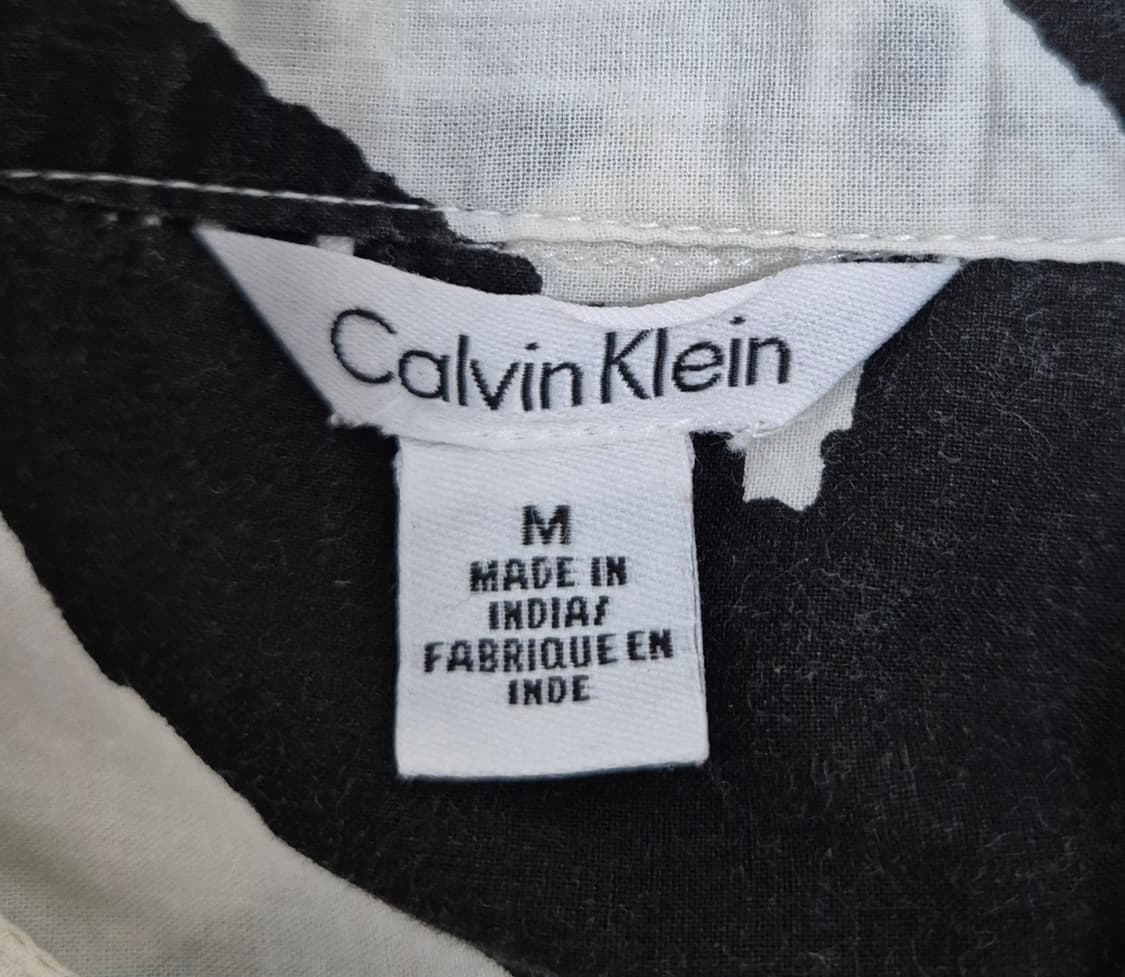 Calvin Klein
M
MADE IN
INDIA/
FABRIQUE EN
INDE